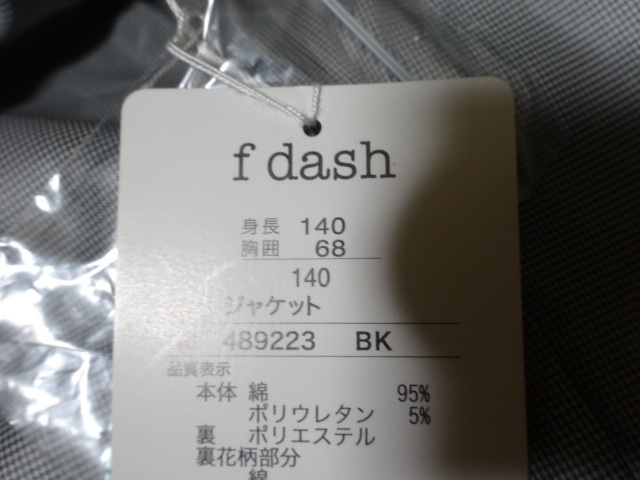 f dash
身長 140
胸囲 68
140
ジャケット
489223 BK
品質表示
本体 綿 95%
ポリウレタン 5%
裏 ポリエステル
裏花柄部分
綿